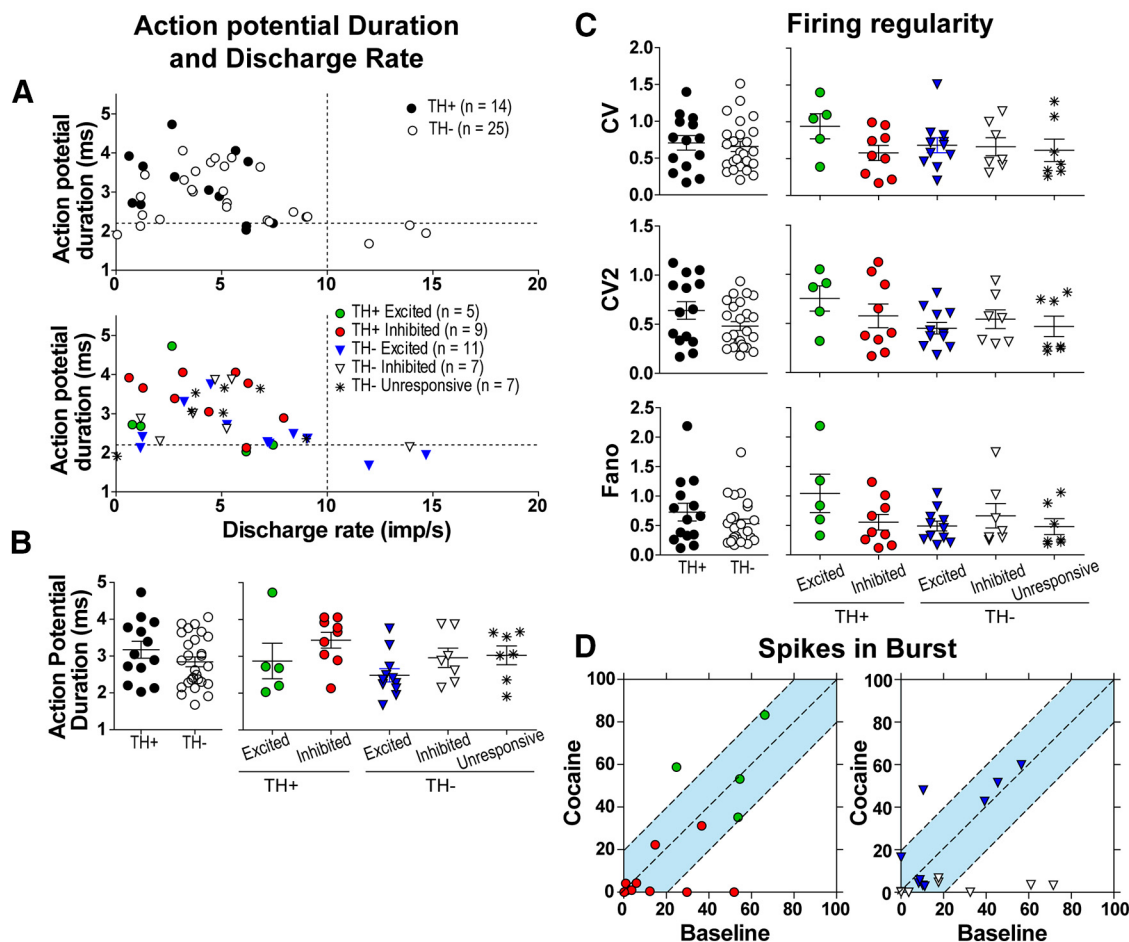 Action potential Duration
and Discharge Rate
A
Action potetial
duration (ms)
5
4
3
2
1
0 5 10 15 20
TH+ (n = 14)
TH- (n = 25)
Action potetial
duration (ms)
5
4
3
2
1
0 5 10 15 20
Discharge rate (imp/s)
TH+ Excited (n = 5)
TH+ Inhibited (n = 9)
TH- Excited (n = 11)
TH- Inhibited (n = 7)
TH- Unresponsive (n = 7)
B
Action Potential
Duration (ms)
5
4
3
2
1
TH+ TH-
Excited Inhibited Excited Inhibited Unresponsive
TH+ TH-
C
Firing regularity
CV
2.0
1.5
1.0
0.5
0.0
CV2
1.5
1.0
0.5
0.0
Fano
2.5
2.0
1.5
1.0
0.5
0.0
TH+ TH-
Excited Inhibited Excited Inhibited Unresponsive
TH+ TH-
D
Spikes in Burst
Cocaine
100
80
60
40
20
0
0 20 40 60 80 100
Baseline
Cocaine
100
80
60
40
20
0
0 20 40 60 80 100
Baseline